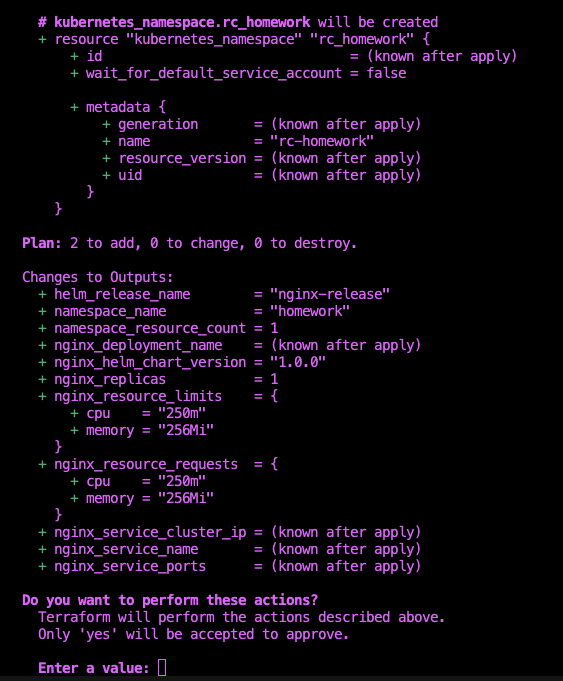 # kubernetes_namespace.rc_homework will be created
+ resource "kubernetes_namespace" "rc_homework" {
+ id = (known after apply)
+ wait_for_default_service_account = false
+ metadata {
+ generation = (known after apply)
+ name = "rc-homework"
+ resource_version = (known after apply)
+ uid = (known after apply)
}
}
Plan: 2 to add, 0 to change, 0 to destroy.
Changes to Outputs:
+ helm_release_name = "nginx-release"
+ namespace_name = "homework"
+ namespace_resource_count = 1
+ nginx_deployment_name = (known after apply)
+ nginx_helm_chart_version = "1.0.0"
+ nginx_replicas = 1
+ nginx_resource_limits = {
+ cpu = "250m"
+ memory = "256Mi"
}
+ nginx_resource_requests = {
+ cpu = "250m"
+ memory = "256Mi"
}
+ nginx_service_cluster_ip = (known after apply)
+ nginx_service_name = (known after apply)
+ nginx_service_ports = (known after apply)
Do you want to perform these actions?
Terraform will perform the actions described above.
Only 'yes' will be accepted to approve.
Enter a value: